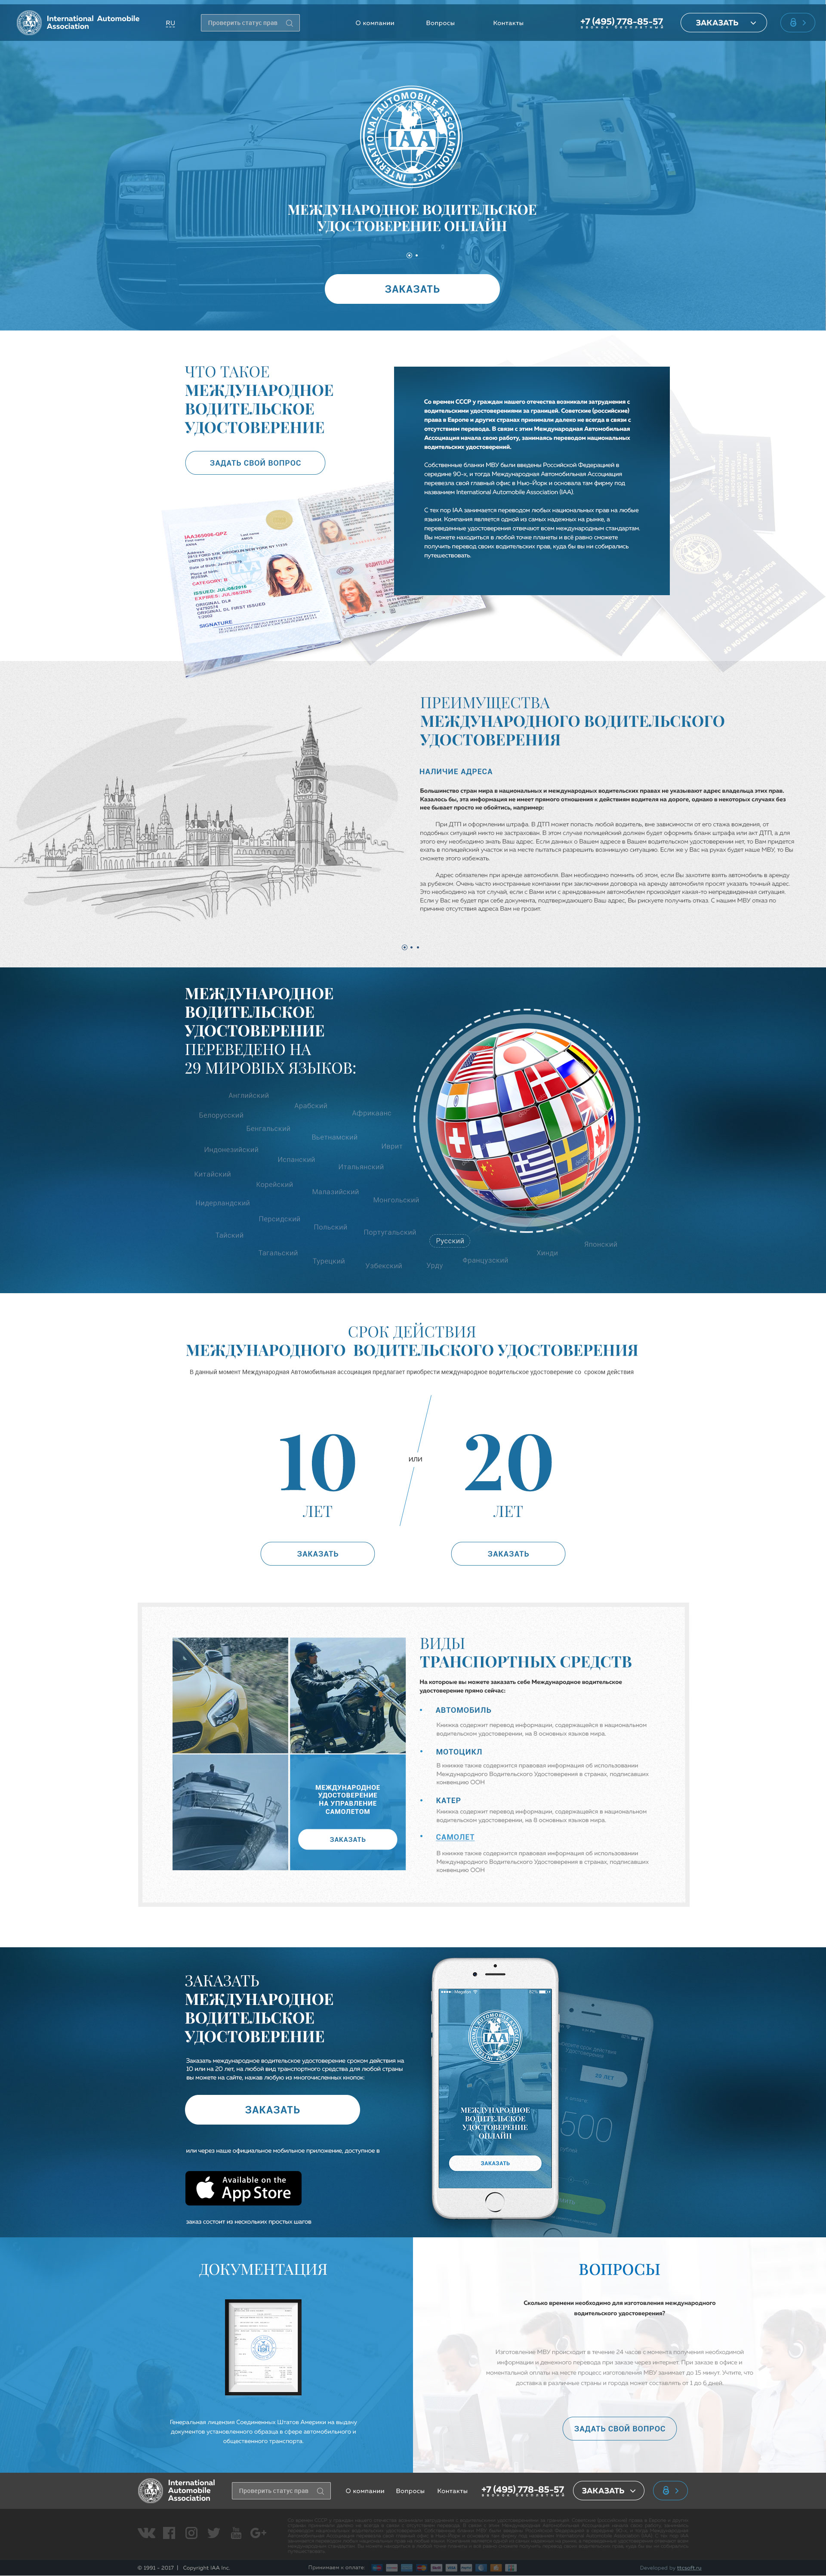 International Automobile
Association
RU
Проверить статус прав
О компании
Вопросы
Контакты
+7 (495) 778-85-57
звонок бесплатный
ЗАКАЗАТЬ
INTERNATIONAL AUTOMOBILE ASSOCIATION, INC
IAA
МЕЖДУНАРОДНОЕ ВОДИТЕЛЬСКОЕ
УДОСТОВЕРЕНИЕ ОНЛАЙН
ЗАКАЗАТЬ
ЧТО ТАКОЕ
МЕЖДУНАРОДНОЕ
ВОДИТЕЛЬСКОЕ
УДОСТОВЕРЕНИЕ
ЗАДАТЬ СВОЙ ВОПРОС
Со времен СССР у граждан нашего отечества возникали затруднения с
водительскими удостоверениями за границей. Советские (российские)
права в Европе и других странах принимали далеко не всегда в связи с
отсутствием перевода. В связи с этим Международная Автомобильная
Ассоциация начала свою работу, занимаясь переводом национальных
водительских удостоверений.
Собственные бланки МВУ были введены Российской Федерацией в
середине 90-х, и тогда Международная Автомобильная Ассоциация
перевезла свой главный офис в Нью-Йорк и основала там фирму под
названием International Automobile Association (IAA).
С тех пор IAA занимается переводом любых национальных прав на любые
языки. Компания является одной из самых надежных на рынке, а
переведенные удостоверения отвечают всем международным стандартам.
Вы можете находиться в любой точке планеты и всё равно сможете
получить перевод своих водительских прав, куда бы вы ни собирались
путешествовать.
ПРЕИМУЩЕСТВА
МЕЖДУНАРОДНОГО ВОДИТЕЛЬСКОГО
УДОСТОВЕРЕНИЯ
НАЛИЧИЕ АДРЕСА
Большинство стран мира в национальных и международных водительских правах не указывают адрес владельца этих прав.
Казалось бы, эта информация не имеет прямого отношения к действия водителя на дороге, однако в некоторых случаях без
нее бывает просто не обойтись, например:
При ДТП и оформлении штрафа. В ДТП может попасть любой водитель, вне зависимости от его стажа вождения, от
подобных ситуаций никто не застрахован. В этом случае полицейский должен будет оформить бланк штрафа или акт ДТП, а для
этого ему необходимо знать Ваш адрес. Если данных о Вашем адресе в Вашем водительском удостоверении нет, то Вам придется
ехать в полицейский участок и на месте пытаться разрешить возникшую ситуацию. Если же у Вас на руках будет наше МВУ, то Вы
сможете этого избежать.
Адрес обязателен при аренде автомобиля. Вам необходимо помнить об этом, если Вы захотите взять автомобиль в аренду
за рубежом. Очень часто иностранные компании при заключении договора на аренду автомобиля просят указать точный адрес.
Это необходимо на тот случай, если с Вами или с арендованным автомобилем произойдет какая-то непредвиденная ситуация.
Если у Вас не будет при себе документа, подтверждающего Ваш адрес, Вы рискуете получить отказ. С нашим МВУ отказ по
причине отсутствия адреса Вам не грозит.
МЕЖДУНАРОДНОЕ
ВОДИТЕЛЬСКОЕ
УДОСТОВЕРЕНИЕ
ПЕРЕВЕДЕНО НА
29 МИРОВЫХ ЯЗЫКОВ:
Английский
Арабский
Белорусский
Африкаанс
Бенгальский
Вьетнамский
Иврит
Индонезийский
Испанский
Итальянский
Китайский
Корейский
Малазийский
Монгольский
Нидерландский
Персидский
Польский
Португальский
Тайский
Русский
Японский
Тагальский
Турецкий
Узбекский
Урду
Французский
Хинди
СРОК ДЕЙСТВИЯ
МЕЖДУНАРОДНОГО ВОДИТЕЛЬСКОГО УДОСТОВЕРЕНИЯ
В данный момент Международная Автомобильная ассоциация предлагает приобрести международное водительское удостоверение со сроком действия
10
ЛЕТ
ИЛИ
20
ЛЕТ
ЗАКАЗАТЬ
ЗАКАЗАТЬ
ВИДЫ
ТРАНСПОРТНЫХ СРЕДСТВ
На которые вы можете заказать себе Международное водительское
удостоверение прямо сейчас:
• АВТОМОБИЛЬ
Книжка содержит перевод информации, содержащейся в национальном
водительском удостоверении, на 8 основных языков мира.
• МОТОЦИКЛ
В книжке также содержится правовая информация об использовании
Международного Водительского Удостоверения в странах, подписавших
конвенцию ООН
• КАТЕР
Книжка содержит перевод информации, содержащейся в национальном
водительском удостоверении, на 8 основных языков мира.
• САМОЛЕТ
В книжке также содержится правовая информация об использовании
Международного Водительского Удостоверения в странах, подписавших
конвенцию ООН
МЕЖДУНАРОДНОЕ
УДОСТОВЕРЕНИЕ
НА УПРАВЛЕНИЕ
САМОЛЕТОМ
ЗАКАЗАТЬ
ЗАКАЗАТЬ
МЕЖДУНАРОДНОЕ
ВОДИТЕЛЬСКОЕ
УДОСТОВЕРЕНИЕ
Заказать международное водительское удостоверение сроком действия на
10 или на 20 лет, на любой вид транспортного средства для любой страны
вы можете на сайте, нажав любую из многочисленных кнопок:
ЗАКАЗАТЬ
или через наше официальное мобильное приложение, доступное в
Available on the
App Store
заказ состоит из нескольких простых шагов
IAA
МЕЖДУНАРОДНОЕ
ВОДИТЕЛЬСКОЕ
УДОСТОВЕРЕНИЕ
ОНЛАЙН
ЗАКАЗАТЬ
ДОКУМЕНТАЦИЯ
Генеральная лицензия Соединенных Штатов Америки на выдачу
документов установленного образца в сфере автомобильного и
общественного транспорта.
ВОПРОСЫ
Сколько времени необходимо для изготовления международного
водительского удостоверения?
Изготовление МВУ происходит в течение 24 часов с момента получения необходимой
информации и денежного перевода при заказе через интернет. При заказе в офисе и
моментальной оплаты на месте процесс изготовления МВУ занимает до 15 минут. Учтите, что
доставка в различные страны и города может составлять от 1 до 6 дней.
ЗАДАТЬ СВОЙ ВОПРОС
International
Automobile
Association
Проверить статус прав
О компании
Вопросы
Контакты
+7 (495) 778-85-57
звонок бесплатный
ЗАКАЗАТЬ
© 1991 - 2017 | Copyright IAA Inc.
Принимаем к оплате:
Developed by ttcsoft.ru